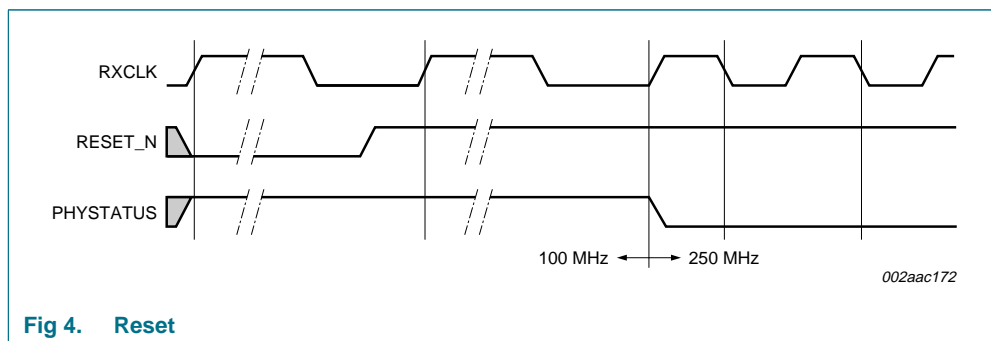 RXCLK
RESET_N
PHYSTATUS
100 MHz 250 MHz
002aac172
Fig 4. Reset